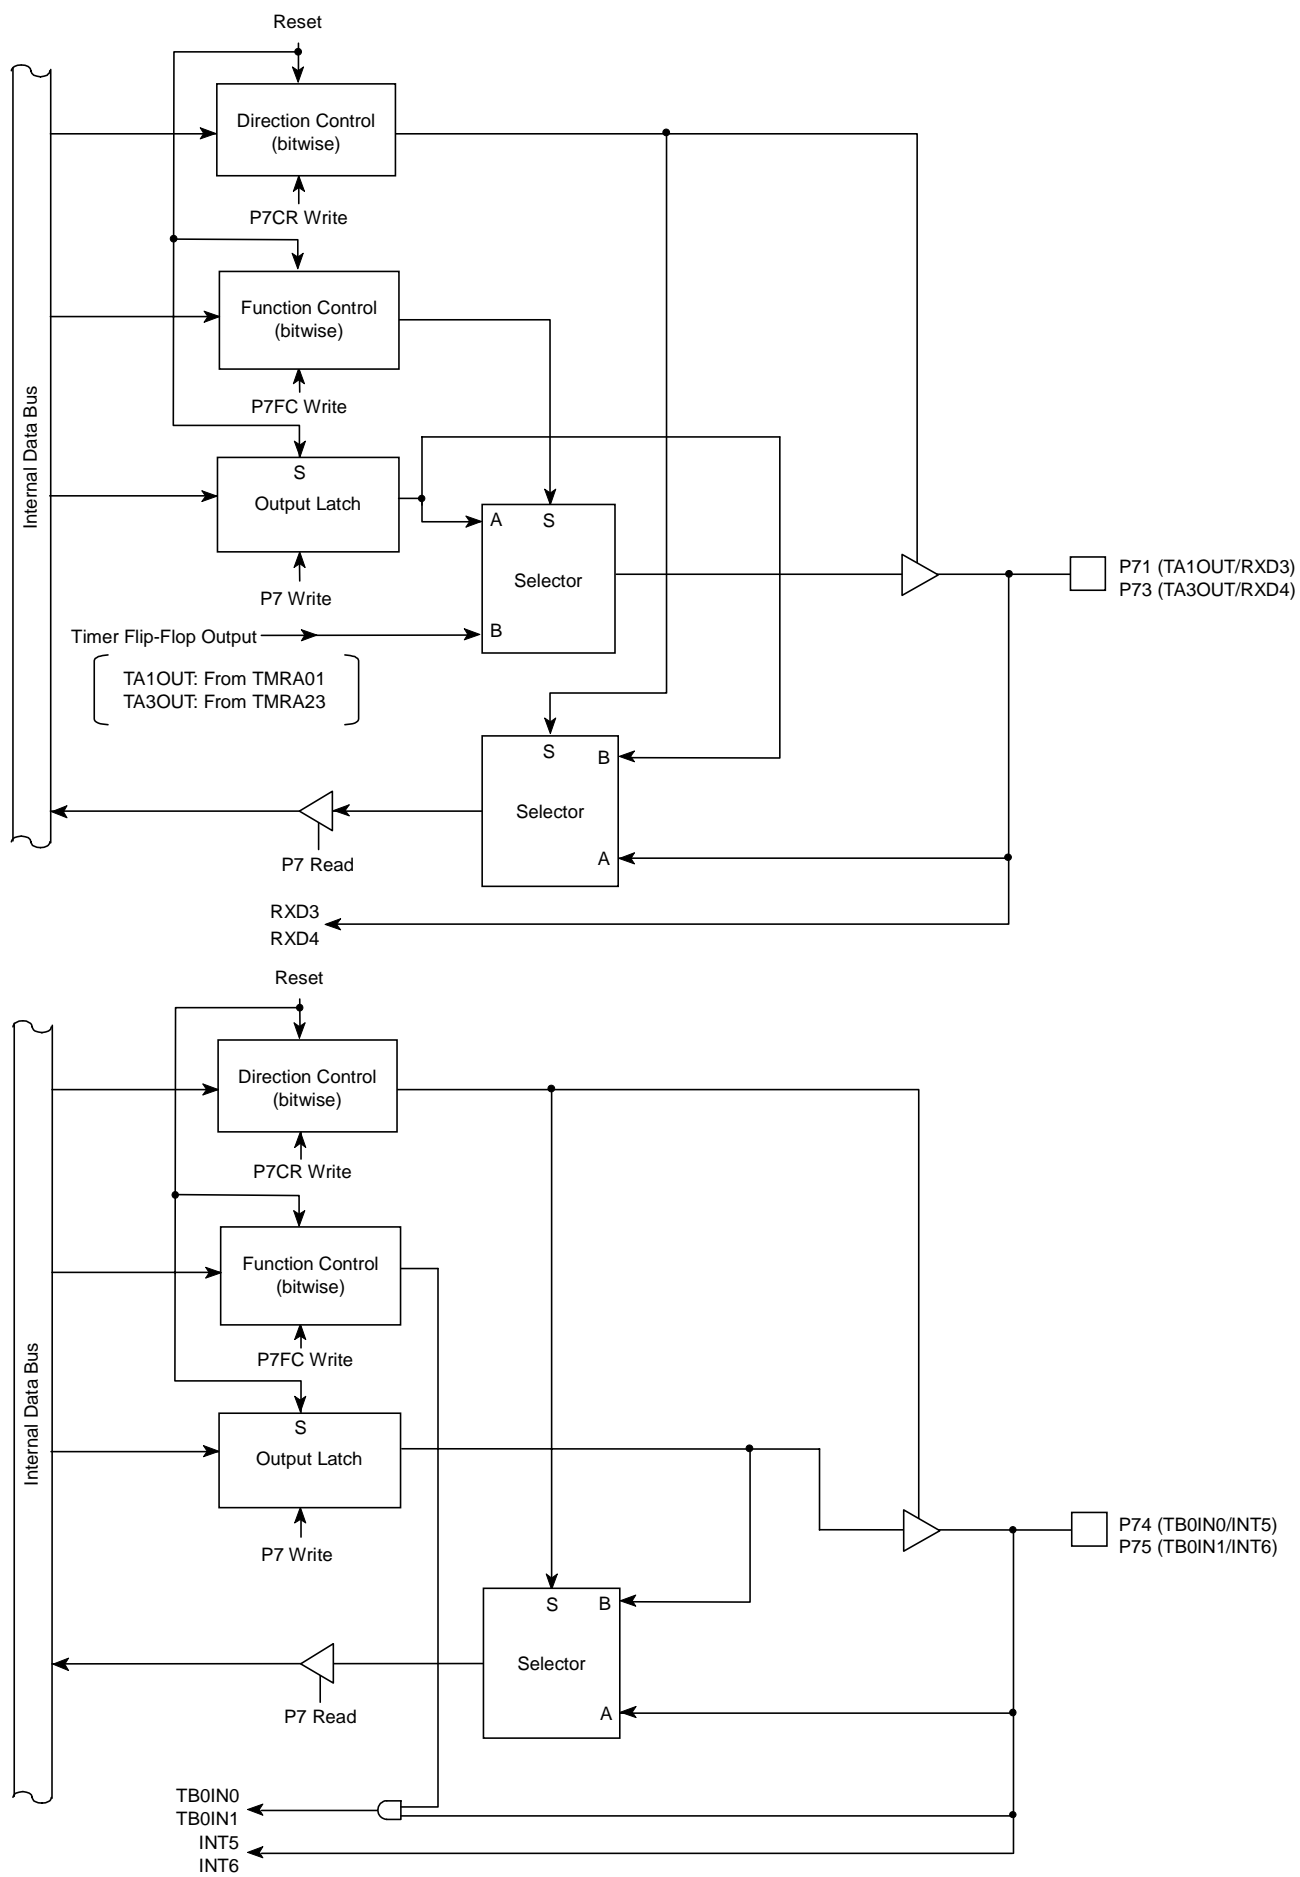 Reset
Direction Control
(bitwise)
P7CR Write
Function Control
(bitwise)
P7FC Write
Internal Data Bus
S
Output Latch
A
S
Selector
B
P7 Write
P71 (TA1OUT/RXD3)
P73 (TA3OUT/RXD4)
Timer Flip-Flop Output
TA1OUT: From TMRA01
TA3OUT: From TMRA23
S
B
Selector
A
P7 Read
RXD3
RXD4
Reset
Direction Control
(bitwise)
P7CR Write
Function Control
(bitwise)
P7FC Write
Internal Data Bus
S
Output Latch
P7 Write
P74 (TB0IN0/INT5)
P75 (TB0IN1/INT6)
S
B
Selector
A
P7 Read
TB0IN0
TB0IN1
INT5
INT6